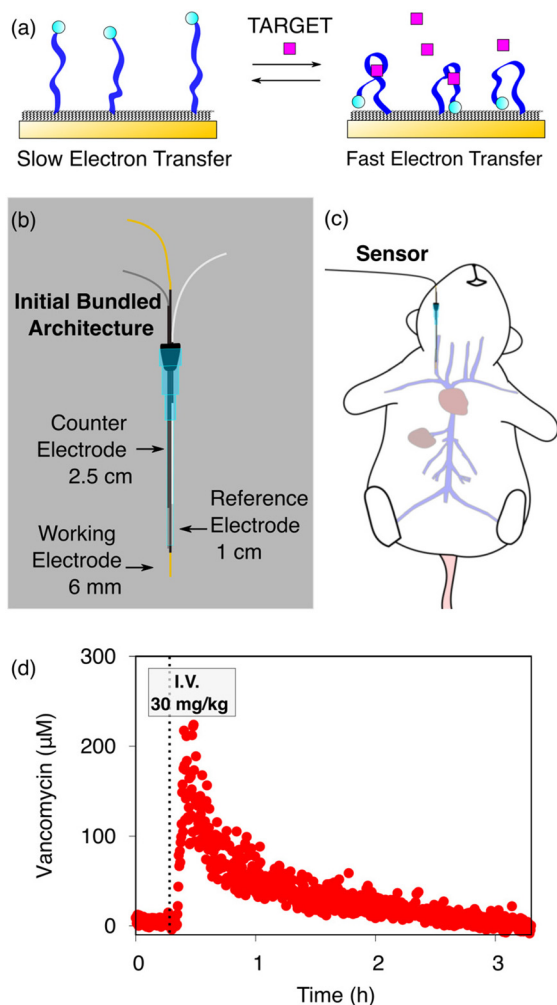 (a)
TARGET
Slow Electron Transfer
Fast Electron Transfer
(b)
Initial Bundled
Architecture
Counter
Electrode
2.5 cm
Reference
Electrode
1 cm
Working
Electrode
6 mm
(c)
Sensor
(d)
300
200
100
0
Vancomycin (µM)
I.V.
30 mg/kg
0
1
2
3
Time (h)